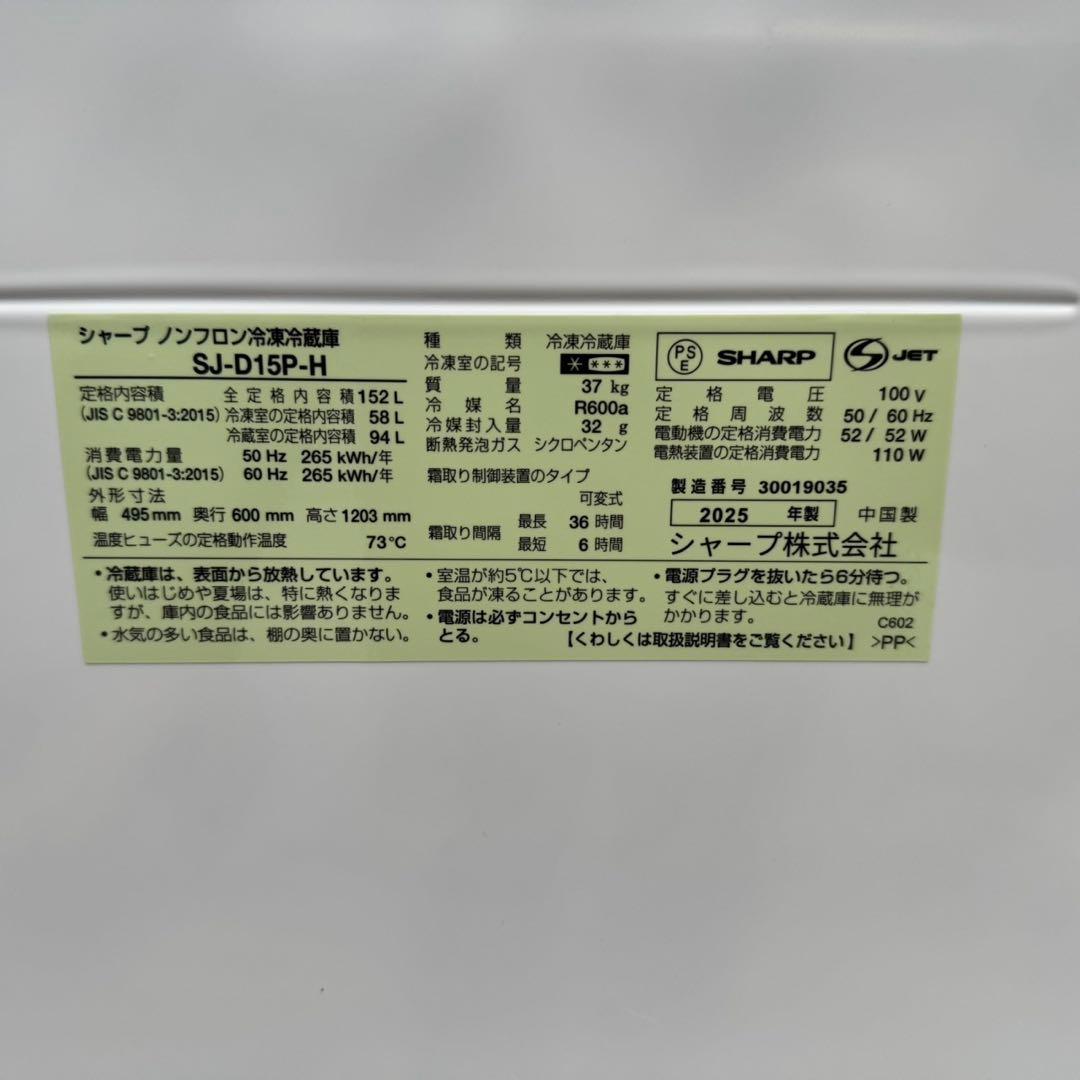 シャープ ノンフロン冷凍冷蔵庫
SJ-D15P-H
定格内容積 全定格内容積 152 L
(JIS C 9801-3:2015) 冷凍室の定格内容積 58 L
冷蔵室の定格内容積 94 L
消費電力量 50 Hz 265 kWh/年
(JIS C 9801-3:2015) 60 Hz 265 kWh/年
外形寸法
幅 495mm 奥行 600 mm 高さ 1203 mm
温度ヒューズの定格動作温度 73℃
種類 冷凍冷蔵庫
冷凍室の記号 * ***
質量 37 kg
冷媒名 R600a
冷媒封入量 32 g
断熱発泡ガス シクロペンタン
霜取り制御装置のタイプ
可変式
霜取り間隔 最長 36 時間
最短 6 時間
PSE SHARP S JET
定格電圧 100 V
定格周波数 50 / 60 Hz
電動機の定格消費電力 52 / 52 W
電熱装置の定格消費電力 110 W
製造番号 30019035
2025 年製 中国製
シャープ株式会社
・冷蔵庫は、表面から放熱しています。
使いはじめや夏場は、特に熱くなりま
すが、庫内の食品には影響ありません。
・水気の多い食品は、棚の奥に置かない。
・室温が約5℃以下では、
食品が凍ることがあります。
・電源は必ずコンセントから
とる。
・電源プラグを抜いたら6分待つ。
すぐに差し込むと冷蔵庫に無理が
かかります。
C602
【くわしくは取扱説明書をご覧ください】 >PP<